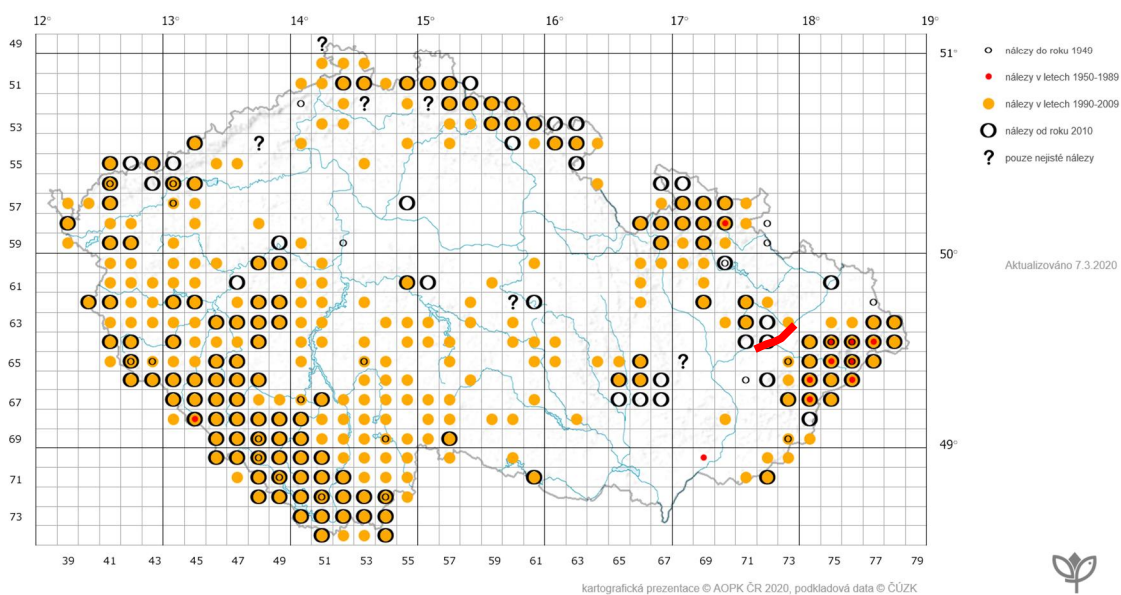 12° 13 14° 15 16 17 18 19°
49 ? 51°
51
? ? ?
53
?
55
57
59 50°
61
?
63
65 ?
67
69 49°
71
73
39 41 43 45 47 49 51 53 55 57 59 61 63 65 67 69 71 73 75 77 79
nálezy do roku 1949
nálezy v letech 1950-1989
nálezy v letech 1990-2009
nálezy od roku 2010
? pouze nejisté nálezy
Aktualizováno 7.3.2020
kartografická prezentace © AOPK ČR 2020, podkladová data © ČÚZK